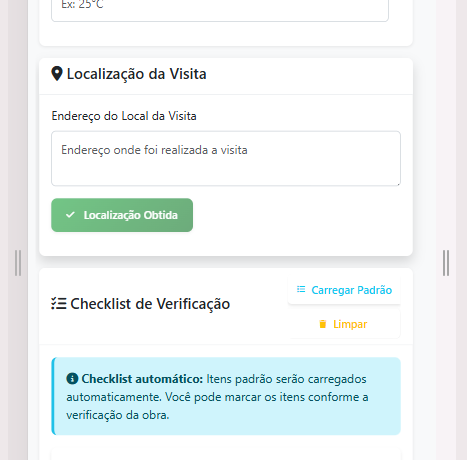 Ex: 25°C
Localização da Visita
Endereço do Local da Visita
Endereço onde foi realizada a visita
Localização Obtida
Checklist de Verificação
Carregar Padrão
Limpar
Checklist automático: Itens padrão serão carregados
automaticamente. Você pode marcar os itens conforme a
verificação da obra.